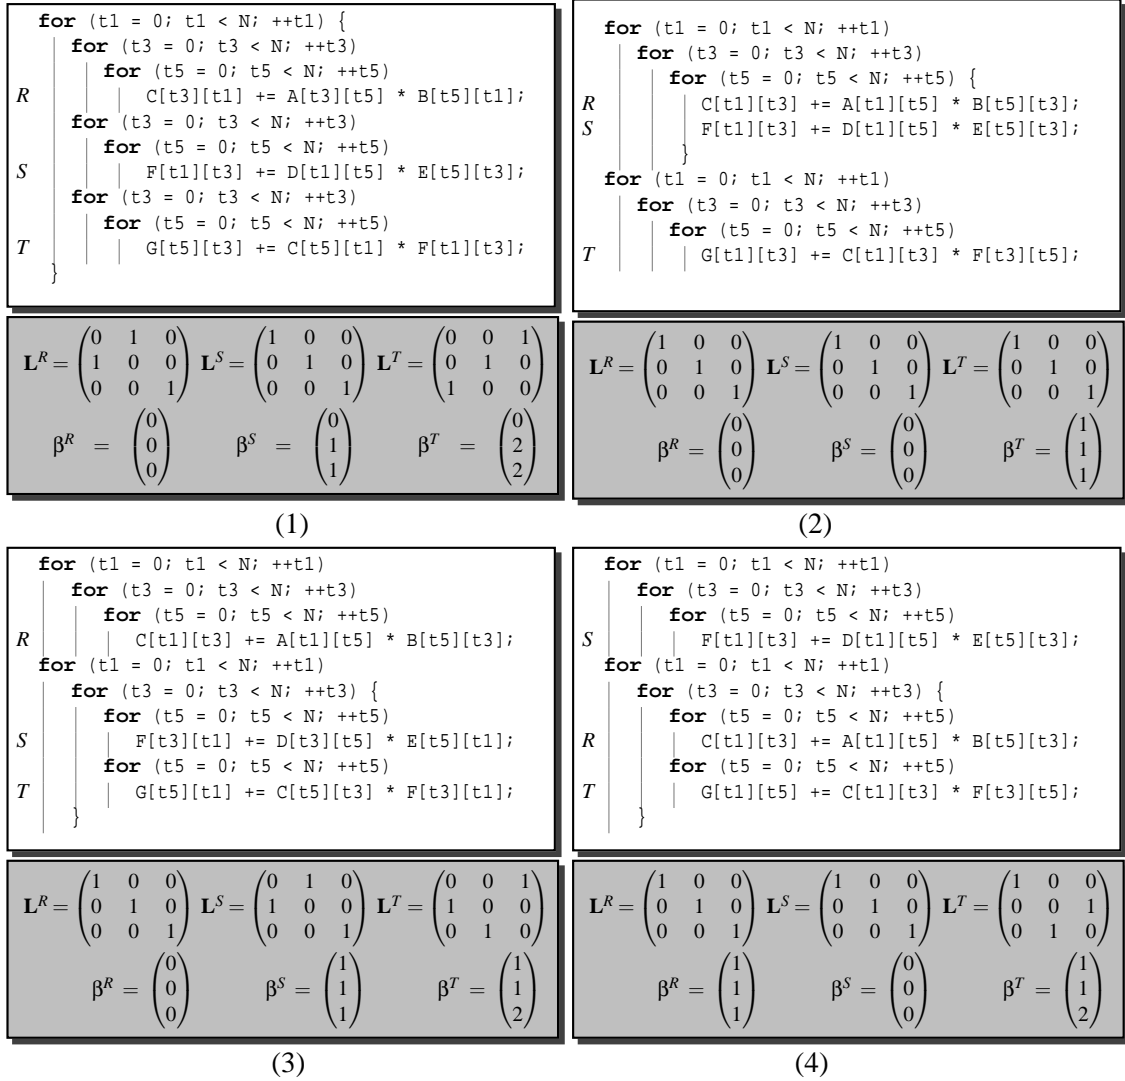 for (t1 = 0; t1 < N; ++t1) {
for (t3 = 0; t3 < N; ++t3)
for (t5 = 0; t5 < N; ++t5)
R C[t3][t1] += A[t3][t5] * B[t5][t1];
for (t3 = 0; t3 < N; ++t3)
for (t5 = 0; t5 < N; ++t5)
S F[t1][t3] += D[t1][t5] * E[t5][t3];
for (t3 = 0; t3 < N; ++t3)
for (t5 = 0; t5 < N; ++t5)
T G[t5][t3] += C[t5][t1] * F[t1][t3];
}
L^R = (0 1 0; 1 0 0; 0 0 1) L^S = (1 0 0; 0 1 0; 0 0 1) L^T = (0 0 1; 0 1 0; 1 0 0)
β^R = (0; 0; 0) β^S = (0; 1; 1) β^T = (0; 2; 2)
(1)
for (t1 = 0; t1 < N; ++t1)
for (t3 = 0; t3 < N; ++t3)
for (t5 = 0; t5 < N; ++t5) {
R C[t1][t3] += A[t1][t5] * B[t5][t3];
S F[t1][t3] += D[t1][t5] * E[t5][t3];
}
for (t1 = 0; t1 < N; ++t1)
for (t3 = 0; t3 < N; ++t3)
for (t5 = 0; t5 < N; ++t5)
T G[t1][t3] += C[t1][t3] * F[t3][t5];
L^R = (1 0 0; 0 1 0; 0 0 1) L^S = (1 0 0; 0 1 0; 0 0 1) L^T = (1 0 0; 0 1 0; 0 0 1)
β^R = (0; 0; 0) β^S = (0; 0; 0) β^T = (1; 1; 1)
(2)
for (t1 = 0; t1 < N; ++t1)
for (t3 = 0; t3 < N; ++t3)
for (t5 = 0; t5 < N; ++t5)
R C[t1][t3] += A[t1][t5] * B[t5][t3];
for (t1 = 0; t1 < N; ++t1)
for (t3 = 0; t3 < N; ++t3) {
for (t5 = 0; t5 < N; ++t5)
S F[t3][t1] += D[t3][t5] * E[t5][t1];
for (t5 = 0; t5 < N; ++t5)
T G[t5][t1] += C[t5][t3] * F[t3][t1];
}
L^R = (1 0 0; 0 1 0; 0 0 1) L^S = (0 1 0; 1 0 0; 0 0 1) L^T = (0 0 1; 1 0 0; 0 1 0)
β^R = (0; 0; 0) β^S = (1; 1; 1) β^T = (1; 1; 2)
(3)
for (t1 = 0; t1 < N; ++t1)
for (t3 = 0; t3 < N; ++t3)
for (t5 = 0; t5 < N; ++t5)
S F[t1][t3] += D[t1][t5] * E[t5][t3];
for (t1 = 0; t1 < N; ++t1)
for (t3 = 0; t3 < N; ++t3) {
for (t5 = 0; t5 < N; ++t5)
R C[t1][t3] += A[t1][t5] * B[t5][t3];
for (t5 = 0; t5 < N; ++t5)
T G[t1][t5] += C[t1][t3] * F[t3][t5];
}
L^R = (1 0 0; 0 1 0; 0 0 1) L^S = (1 0 0; 0 1 0; 0 0 1) L^T = (1 0 0; 0 0 1; 0 1 0)
β^R = (1; 1; 1) β^S = (0; 0; 0) β^T = (1; 1; 2)
(4)